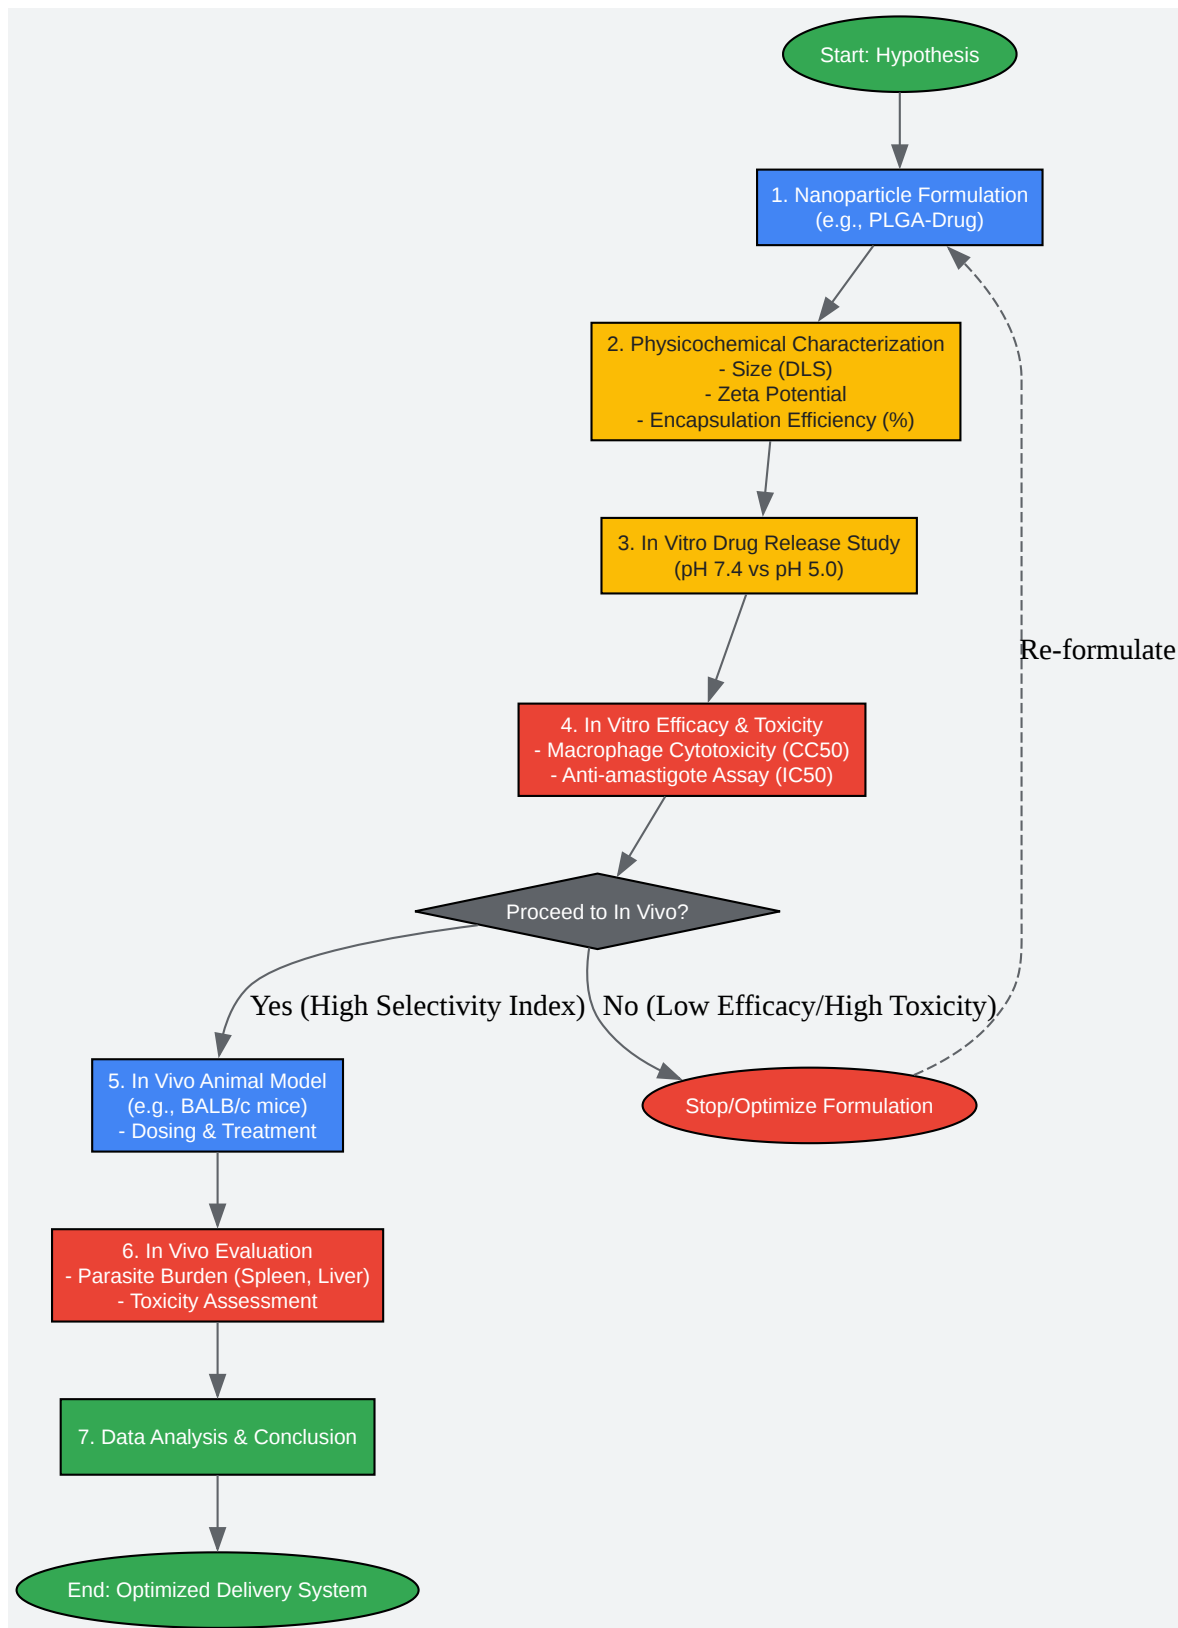 Start: Hypothesis
1. Nanoparticle Formulation
(e.g., PLGA-Drug)
2. Physicochemical Characterization
- Size (DLS)
- Zeta Potential
- Encapsulation Efficiency (%)
3. In Vitro Drug Release Study
(pH 7.4 vs pH 5.0)
Re-formulate
4. In Vitro Efficacy & Toxicity
- Macrophage Cytotoxicity (CC50)
- Anti-amastigote Assay (IC50)
Proceed to In Vivo?
Yes (High Selectivity Index)
No (Low Efficacy/High Toxicity)
5. In Vivo Animal Model
(e.g., BALB/c mice)
- Dosing & Treatment
Stop/Optimize Formulation
6. In Vivo Evaluation
- Parasite Burden (Spleen, Liver)
- Toxicity Assessment
7. Data Analysis & Conclusion
End: Optimized Delivery System